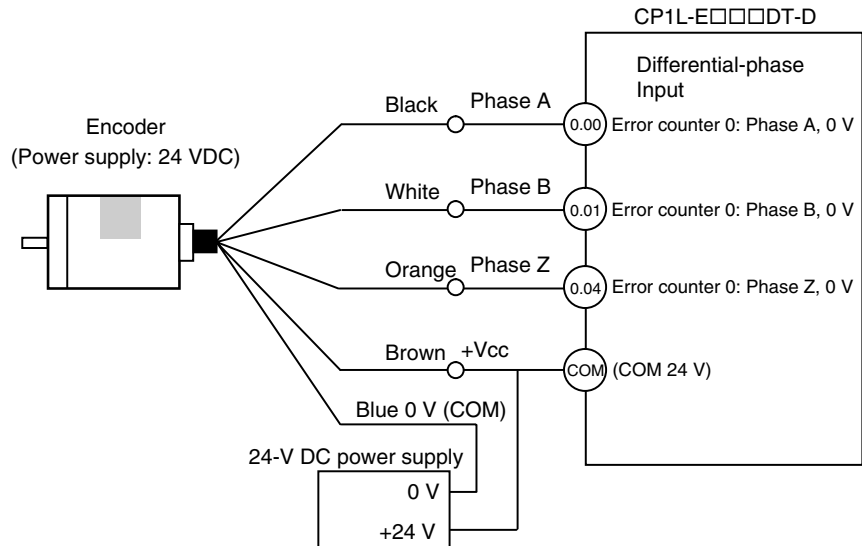 CP1L-E□□□DT-D
Differential-phase
Input
Encoder
(Power supply: 24 VDC)
Black
Phase A
0.00
Error counter 0: Phase A, 0 V
White
Phase B
0.01
Error counter 0: Phase B, 0 V
Orange
Phase Z
0.04
Error counter 0: Phase Z, 0 V
Brown
+Vcc
COM
(COM 24 V)
Blue 0 V (COM)
24-V DC power supply
0 V
+24 V